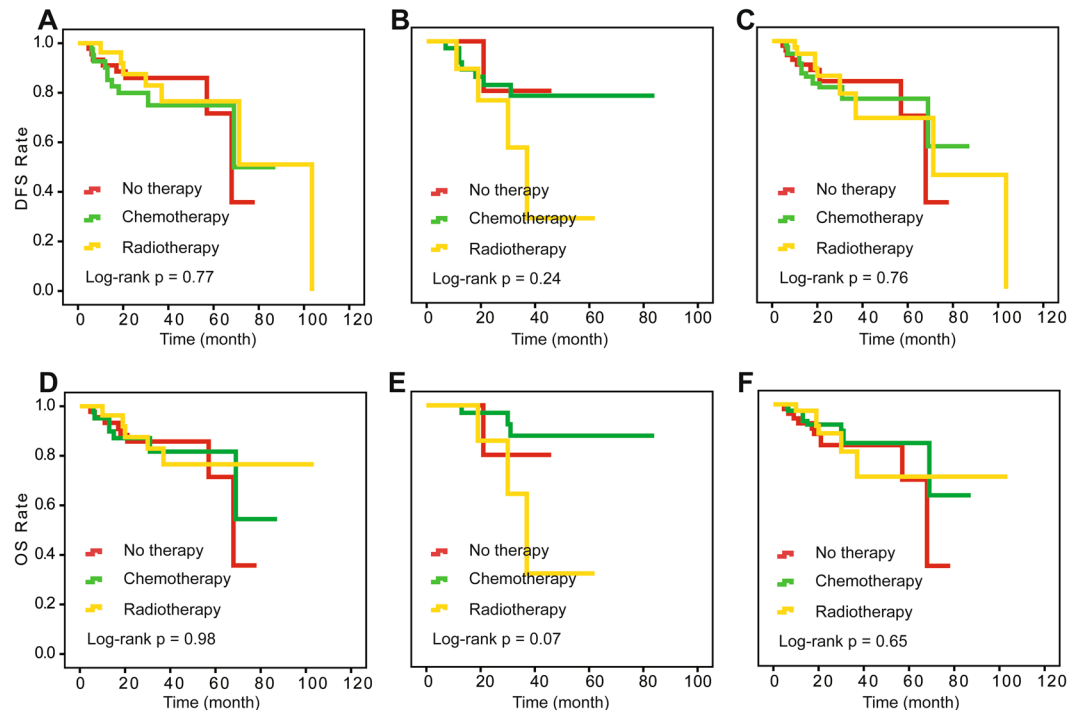 A
B
C
1.0
0.8
0.6
0.4
0.2
0.0
DFS Rate
No therapy
Chemotherapy
Radiotherapy
Log-rank p = 0.77
0 20 40 60 80 100 120
Time (month)
No therapy
Chemotherapy
Radiotherapy
Log-rank p = 0.24
0 20 40 60 80 100
Time (month)
No therapy
Chemotherapy
Radiotherapy
Log-rank p = 0.76
0 20 40 60 80 100 120
Time (month)
D
E
F
1.0
0.8
0.6
0.4
0.2
0.0
OS Rate
No therapy
Chemotherapy
Radiotherapy
Log-rank p = 0.98
0 20 40 60 80 100 120
Time (month)
No therapy
Chemotherapy
Radiotherapy
Log-rank p = 0.07
0 20 40 60 80 100
Time (month)
No therapy
Chemotherapy
Radiotherapy
Log-rank p = 0.65
0 20 40 60 80 100 120
Time (month)